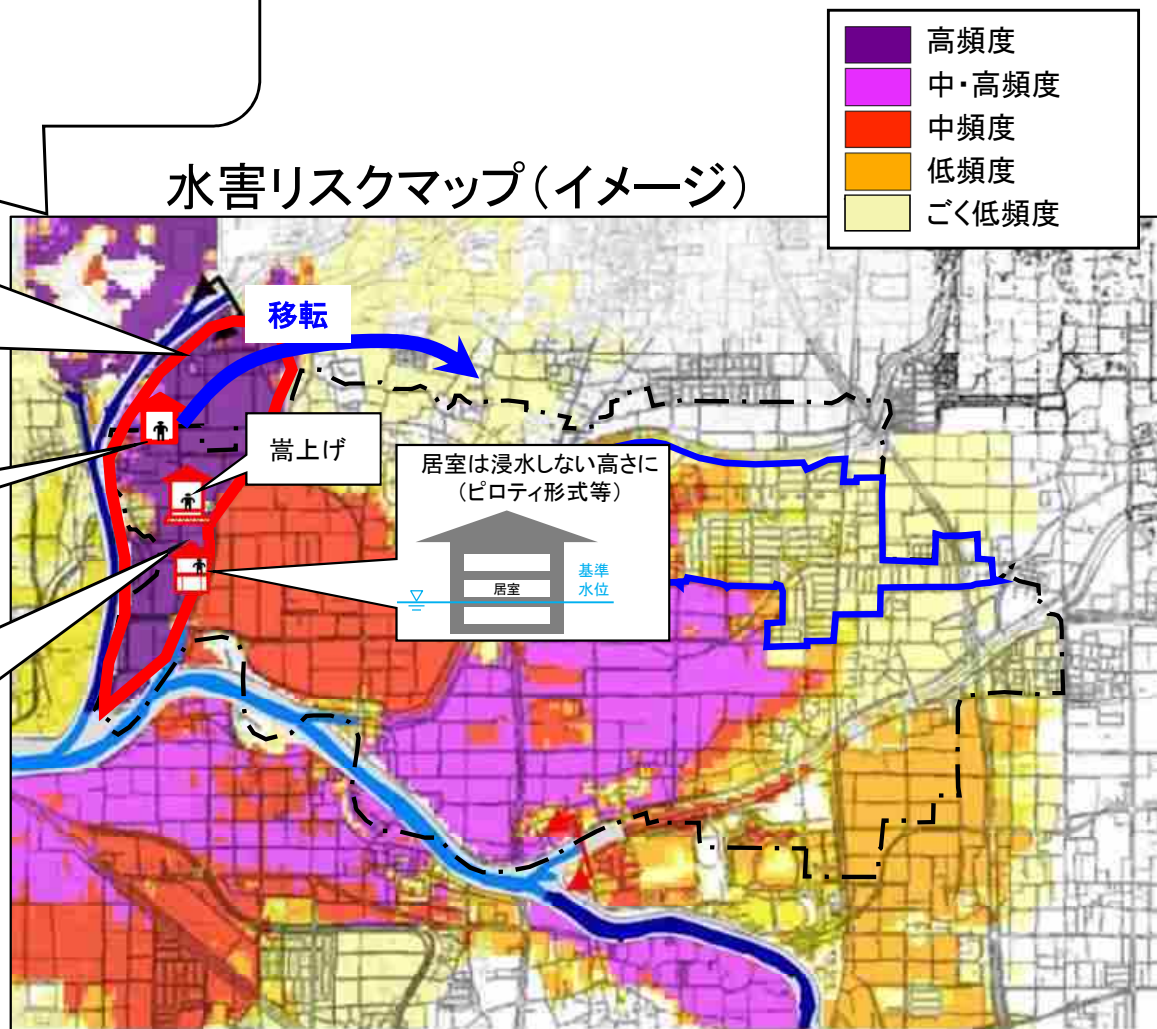 高頻度
中・高頻度
中頻度
低頻度
ごく低頻度
水害リスクマップ（イメージ）
移転
嵩上げ
居室は浸水しない高さに
（ピロティ形式等）
居室
基準
水位